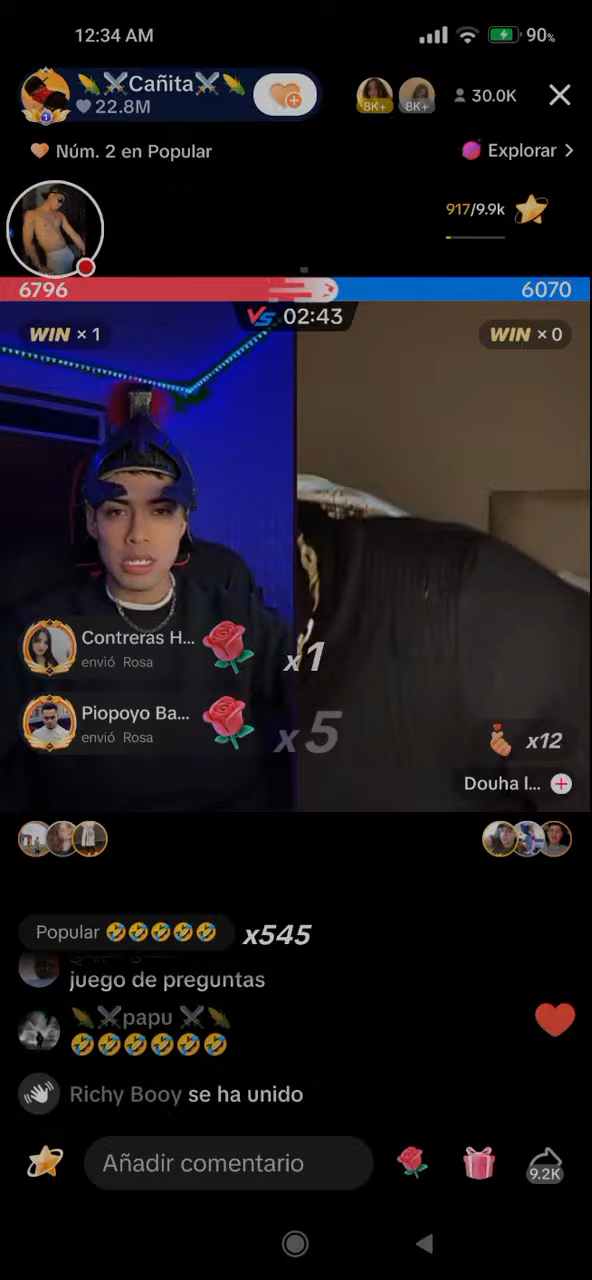 12:34 AM
90%
🌽⚔Cañita⚔🌽
22.8M
8K+
8K+
30.0K
Núm. 2 en Popular
Explorar
917/9.9k
6796
6070
VS 02:43
WIN × 1
WIN × 0
Contreras H...
envió Rosa
x1
Piopoyo Ba...
envió Rosa
x5
x12
Douha l...
Popular 🤣🤣🤣🤣🤣 x545
juego de preguntas
🌽⚔papu ⚔🌽
🤣🤣🤣🤣🤣🤣
Richy Booy se ha unido
Añadir comentario
9.2K